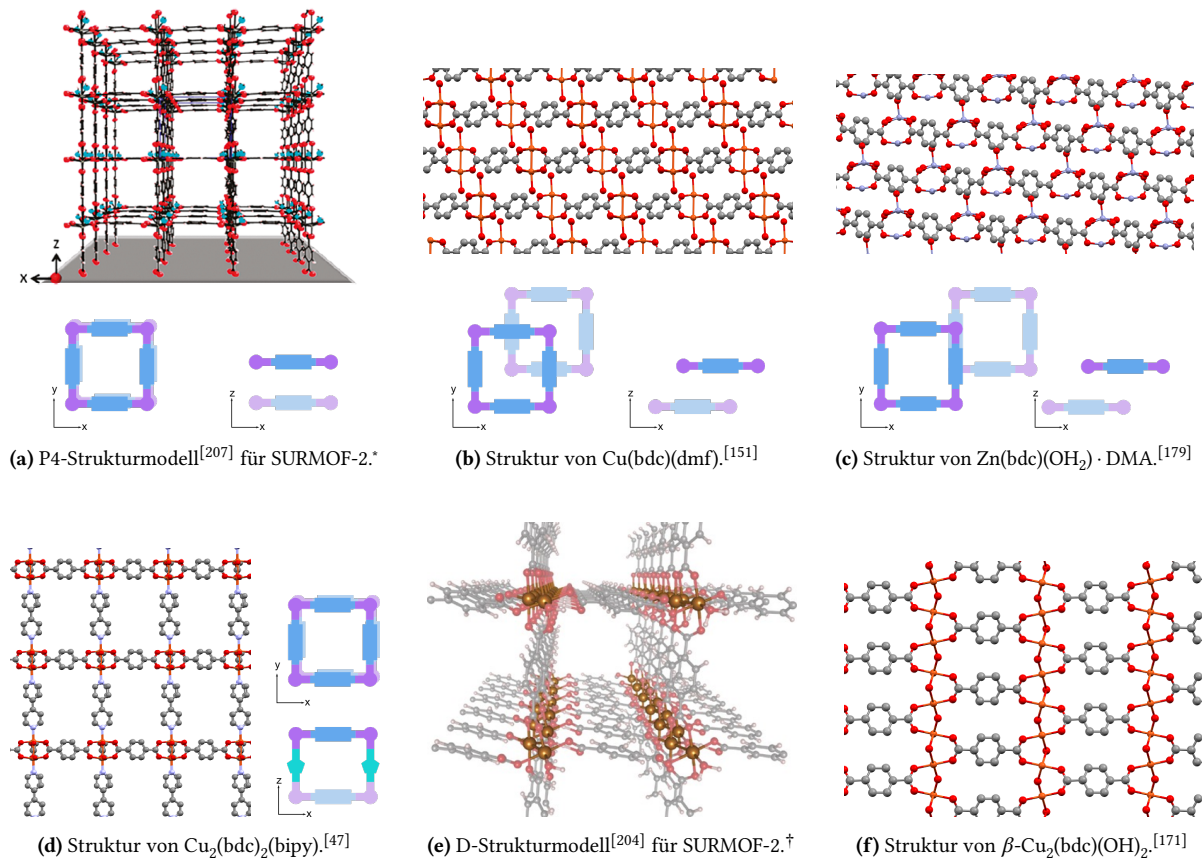 z
x
y
x
z
x
(a) P4-Strukturmodell[207] für SURMOF-2.*
y
x
z
x
(b) Struktur von Cu(bdc)(dmf).[151]
y
x
z
x
(c) Struktur von Zn(bdc)(OH₂) · DMA.[179]
y
x
z
x
(d) Struktur von Cu₂(bdc)₂(bipy).[47]
(e) D-Strukturmodell[204] für SURMOF-2.†
(f) Struktur von β-Cu₂(bdc)(OH)₂.[171]